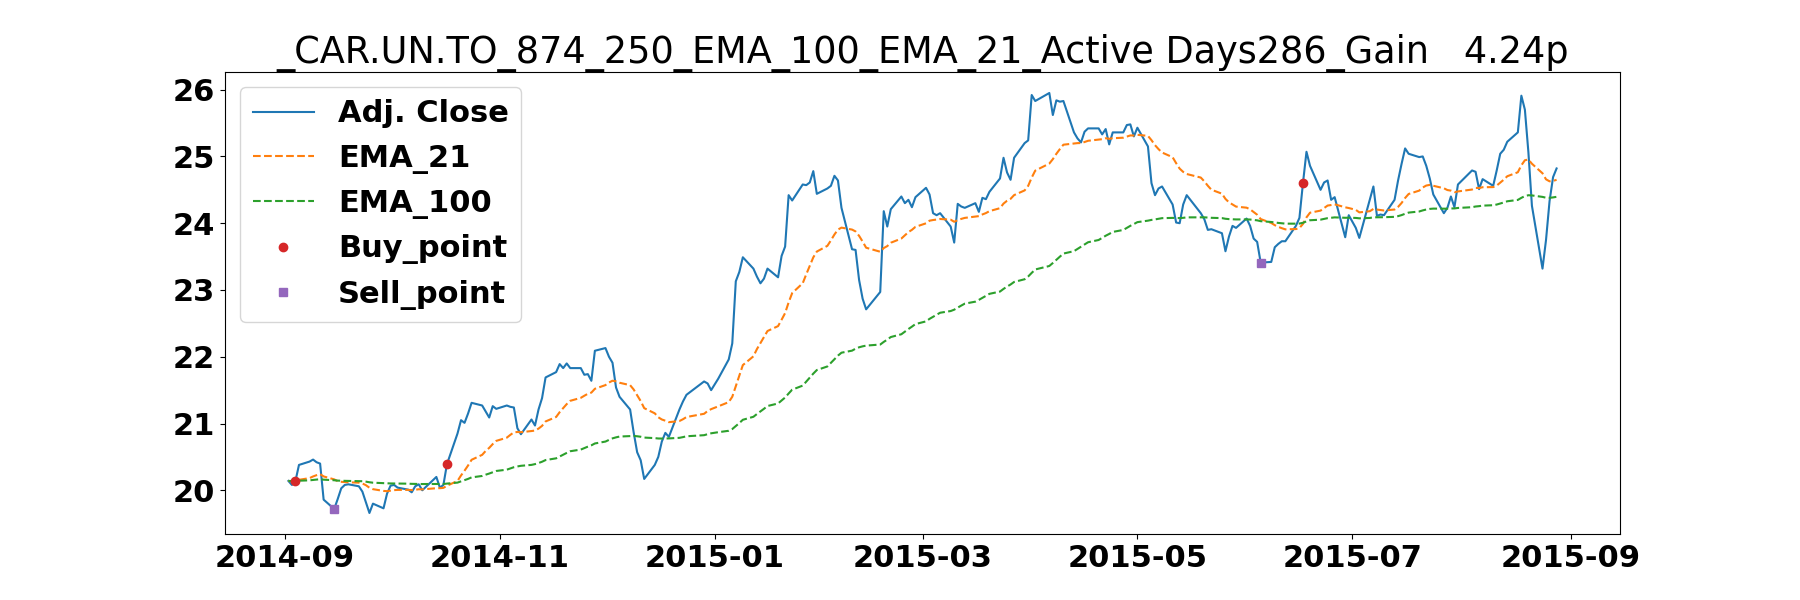 _CAR.UN.TO_874_250_EMA_100_EMA_21_Active Days286_Gain   4.24p
26
25
24
23
22
21
20
Adj. Close
EMA_21
EMA_100
Buy_point
Sell_point
2014-09 2014-11 2015-01 2015-03 2015-05 2015-07 2015-09